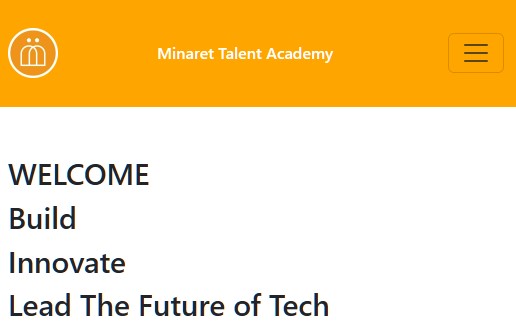 Minaret Talent Academy
WELCOME
Build
Innovate
Lead The Future of Tech